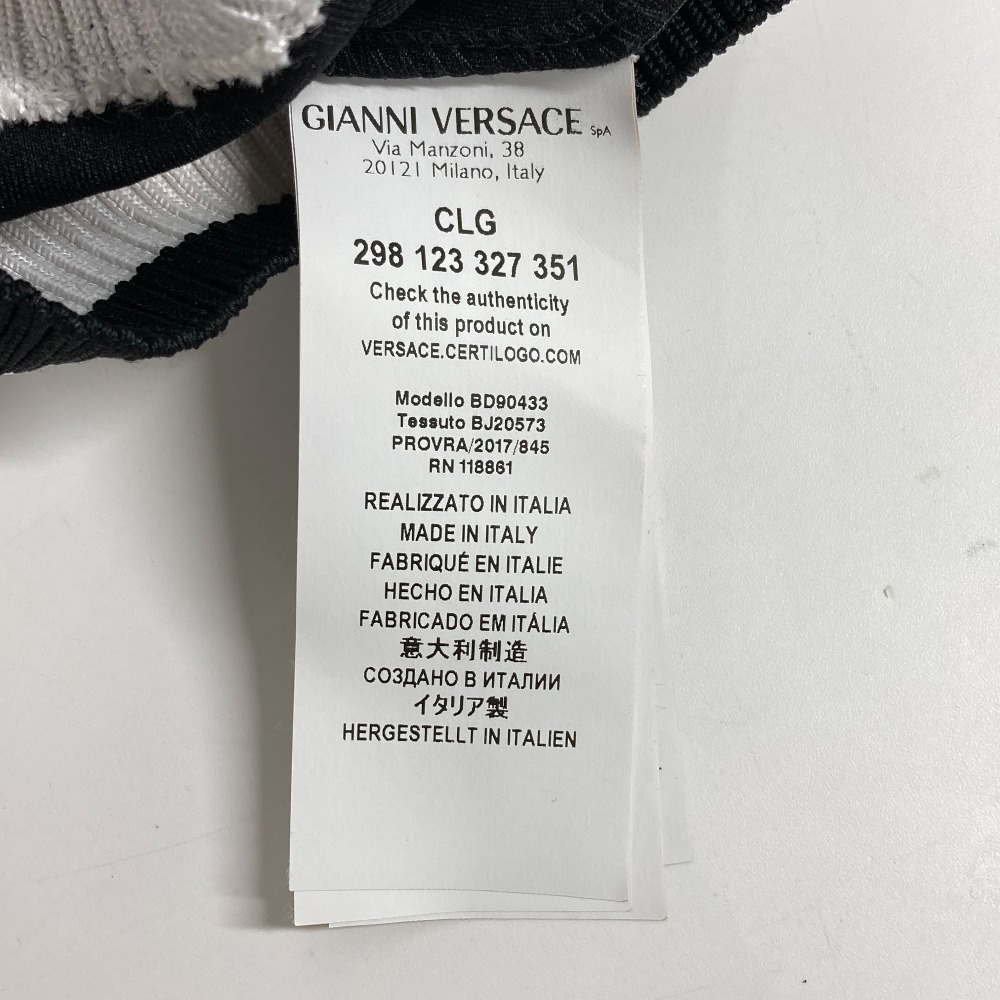 GIANNI VERSACE SpA
Via Manzoni, 38
20121 Milano, Italy
CLG
298 123 327 351
Check the authenticity
of this product on
VERSACE.CERTILOGO.COM
Modello BD90433
Tessuto BJ20573
PROVRA/2017/845
RN 118861
REALIZZATO IN ITALIA
MADE IN ITALY
FABRIQUÉ EN ITALIE
HECHO EN ITALIA
FABRICADO EM ITÁLIA
意大利制造
СОЗДАНО В ИТАЛИИ
イタリア製
HERGESTELLT IN ITALIEN